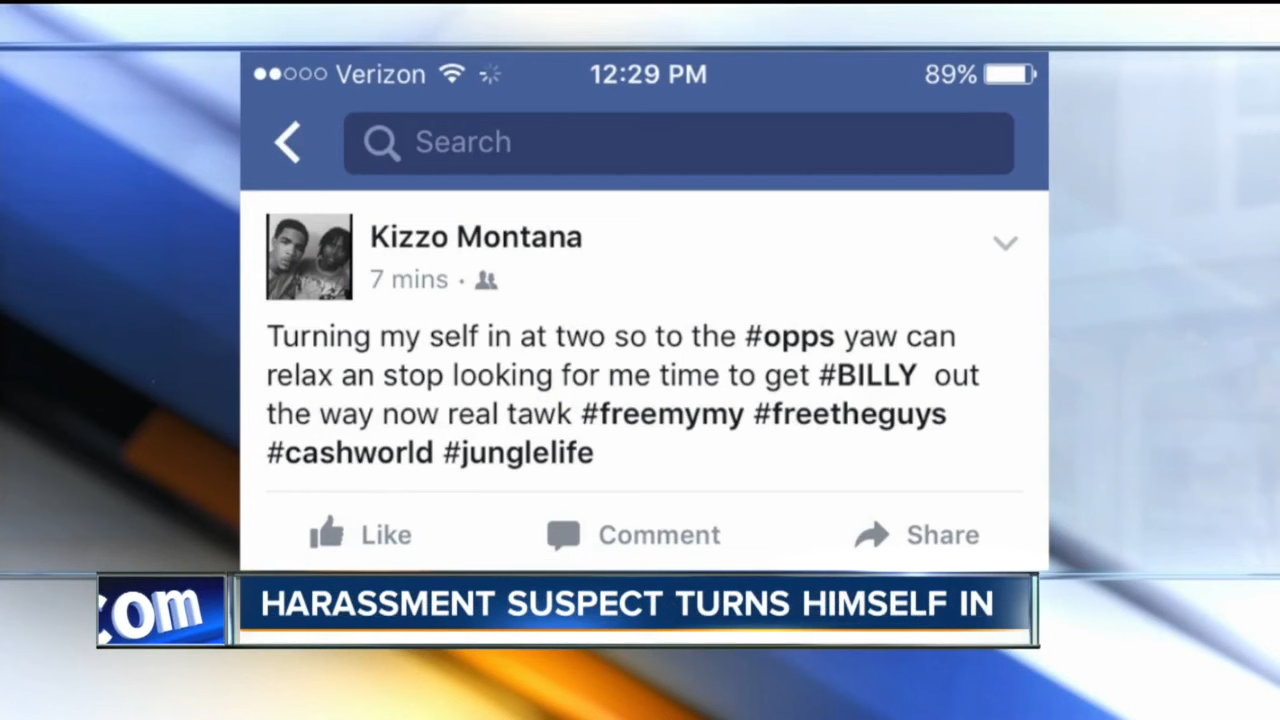 Verizon 12:29 PM 89%
Search
Kizzo Montana
7 mins ·
Turning my self in at two so to the #opps yaw can
relax an stop looking for me time to get #BILLY out
the way now real tawk #freemymy #freetheguys
#cashworld #junglelife
Like Comment Share
com HARASSMENT SUSPECT TURNS HIMSELF IN